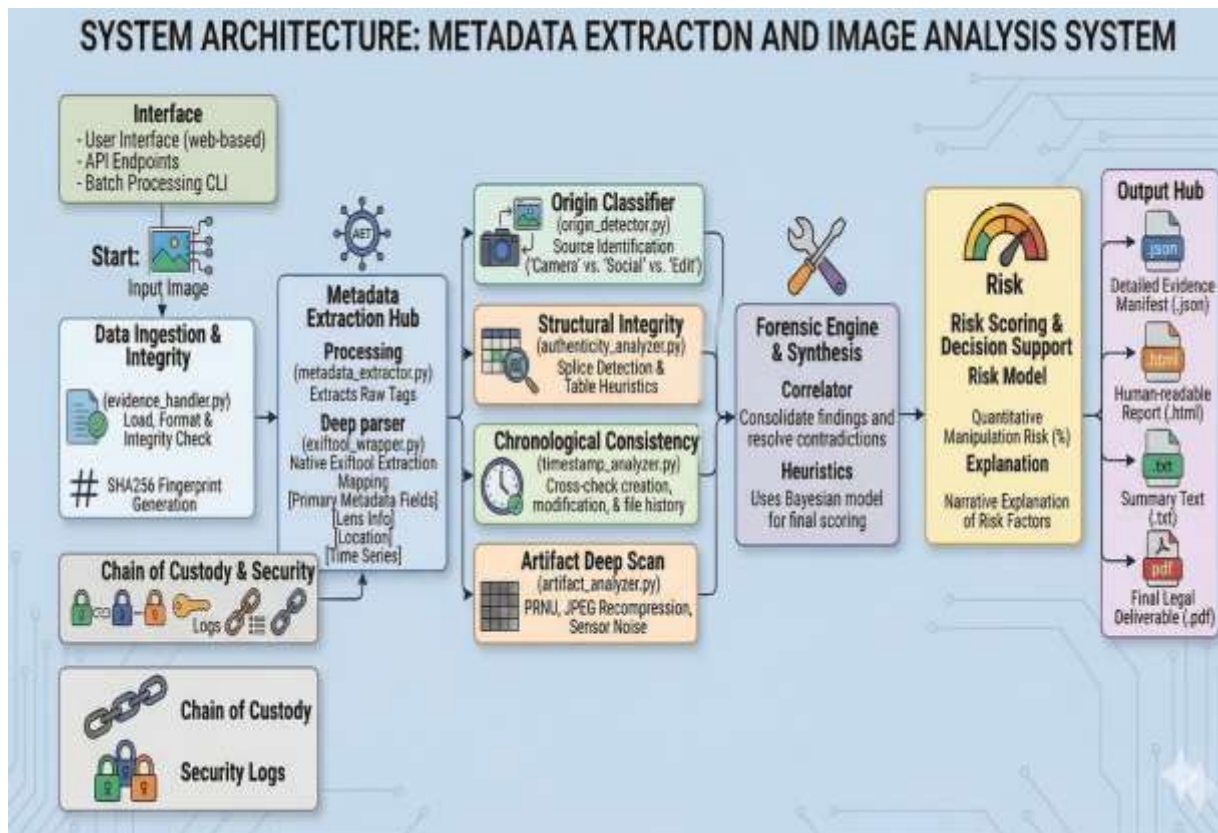 SYSTEM ARCHITECTURE: METADATA EXTRACTDN AND IMAGE ANALYSIS SYSTEM
Interface
- User Interface (web-based)
- API Endpoints
- Batch Processing CLI
Start:
Input Image
Data Ingestion &
Integrity
(evidence_handler.py)
Load, Format &
Integrity Check
# SHA256 Fingerprint
Generation
Chain of Custody & Security
Logs
Chain of Custody
Security Logs
AET
Metadata
Extraction Hub
Processing
(metadata_extractor.py)
Extracts Raw Tags
Deep parser
(exiftool_wrapper.py)
Native Exiftool Extraction
Mapping
[Primary Metadata Fields]
[Lens Info]
[Location]
[Time Series]
Origin Classifier
(origin_detector.py)
Source Identification
('Camera' vs. 'Social' vs. 'Edit')
Structural Integrity
(authenticity_analyzer.py)
Splice Detection &
Table Heuristics
Chronological Consistency
(timestamp_analyzer.py)
Cross-check creation,
modification, & file history
Artifact Deep Scan
(artifact_analyzer.py)
PRNU, JPEG Recompression,
Sensor Noise
Forensic Engine
& Synthesis
Correlator
Consolidate findings and
resolve contradictions
Heuristics
Uses Bayesian model
for final scoring
Risk
Risk Scoring &
Decision Support
Risk Model
Quantitative
Manipulation Risk (%)
Explanation
Narrative Explanation
of Risk Factors
Output Hub
json
Detailed Evidence
Manifest (.json)
.html
Human-readable
Report (.html)
.txt
Summary Text
(.txt)
pdf
Final Legal
Deliverable (.pdf)